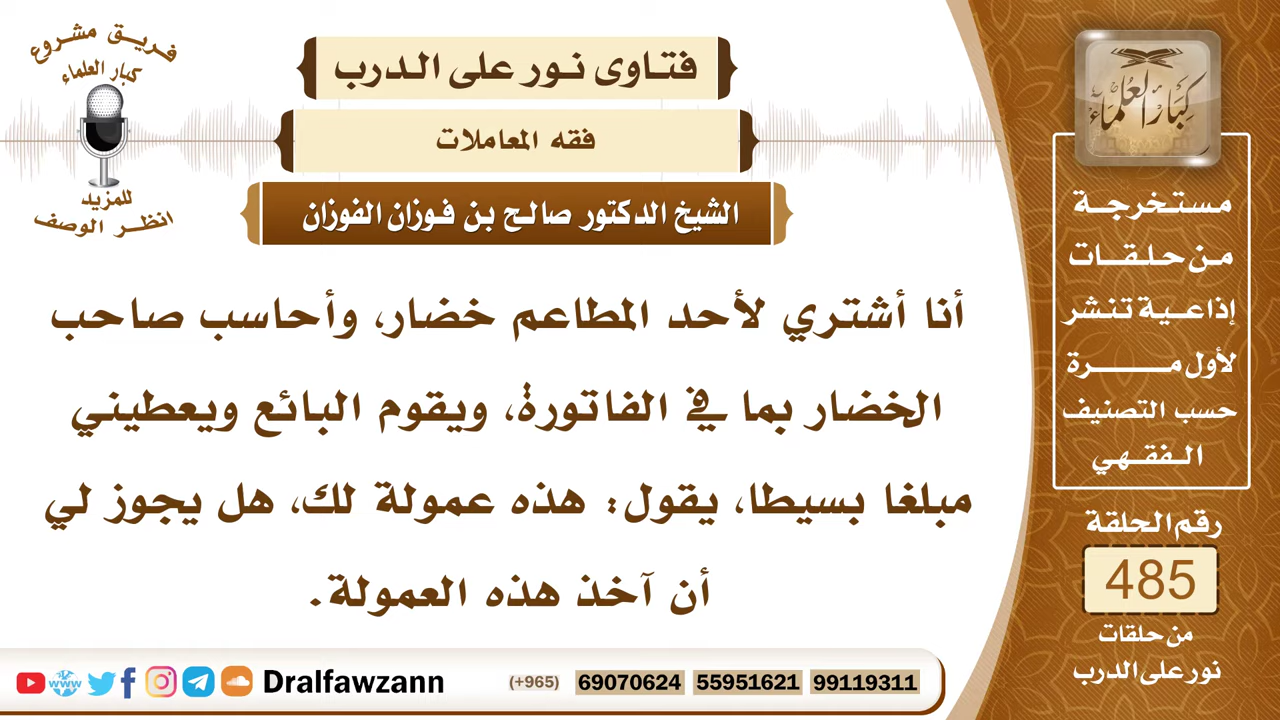 فريق مشروع
كبار العلماء
للمزيد
انظر الوصف
فتاوى نور على الدرب
فقه المعاملات
الشيخ الدكتور صالح بن فوزان الفوزان
أنا أشتري لأحد المطاعم خضار، وأحاسب صاحب
الخضار بما في الفاتورة، ويقوم البائع ويعطيني
مبلغا بسيطا، يقول: هذه عمولة لك، هل يجوز لي
أن آخذ هذه العمولة.
كبار العلماء
مستخرجة
من حلقات
إذاعية تنشر
لأول مرة
حسب التصنيف
الفقهي
رقم الحلقة
485
من حلقات
نور على الدرب
www Dralfawzann (+965) 69070624 55951621 99119311